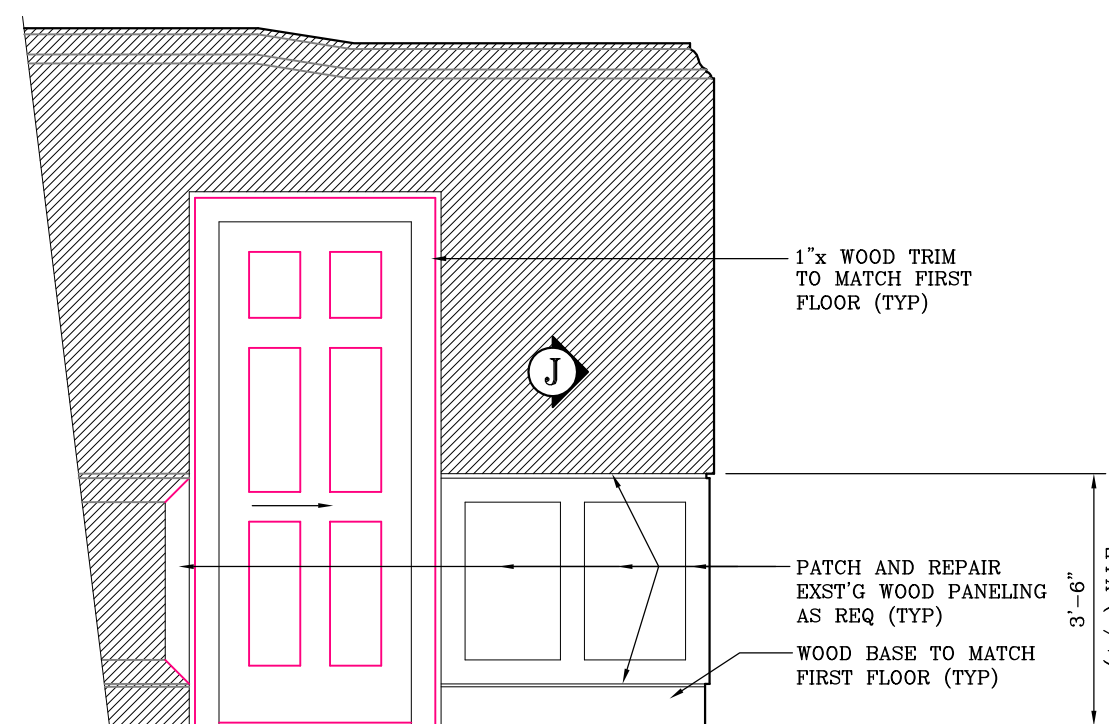 1"x WOOD TRIM
TO MATCH FIRST
FLOOR (TYP)
J
PATCH AND REPAIR
EXST'G WOOD PANELING
AS REQ (TYP)
3'-6"
WOOD BASE TO MATCH
FIRST FLOOR (TYP)